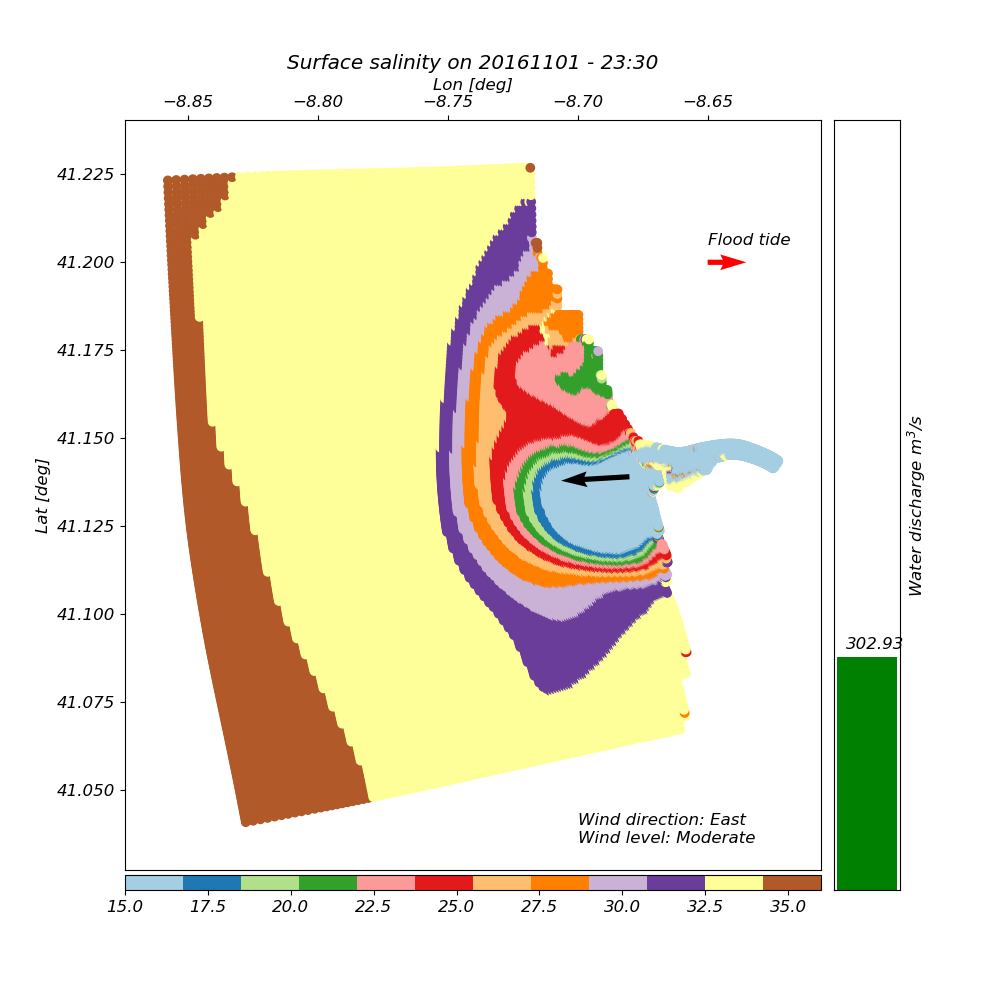 Surface salinity on 20161101 - 23:30
Lon [deg]
−8.85 −8.80 −8.75 −8.70 −8.65
41.225
41.200
41.175
41.150
41.125
41.100
41.075
41.050
Lat [deg]
Flood tide
Wind direction: East
Wind level: Moderate
302.93
Water discharge m³/s
15.0 17.5 20.0 22.5 25.0 27.5 30.0 32.5 35.0